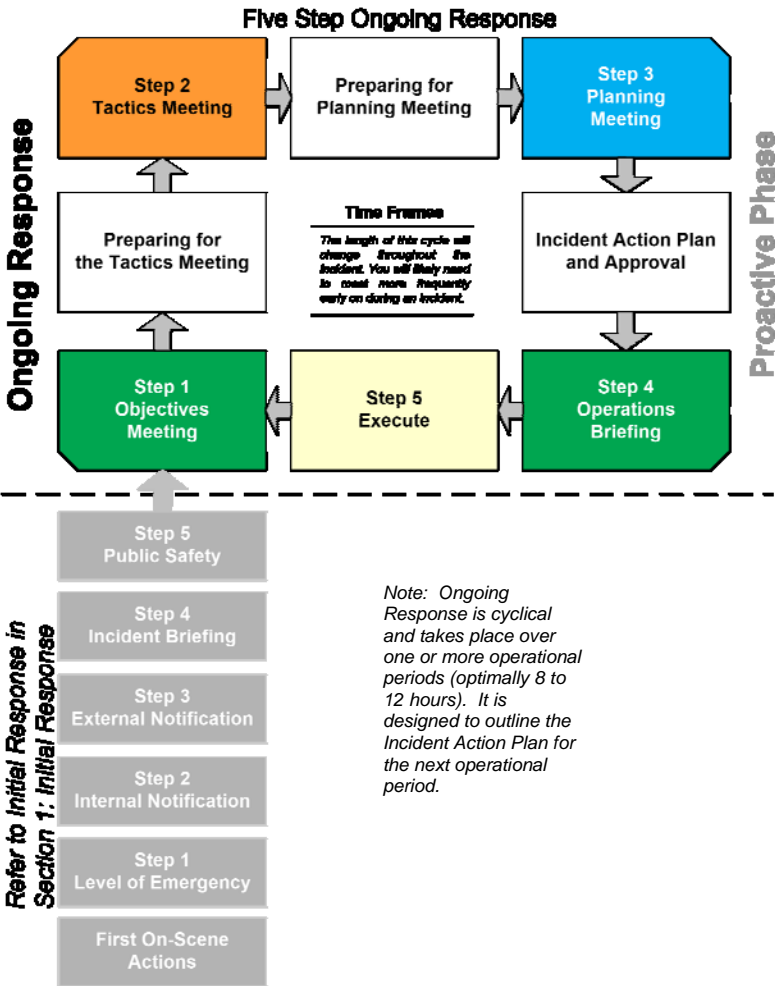 Five Step Ongoing Response
Step 2
Tactics Meeting
Preparing for
Planning Meeting
Step 3
Planning
Meeting
Ongoing Response
Proactive Phase
Preparing for
the Tactics Meeting
Time Frames
The length of this cycle will
change throughout the
incident. You will likely need
to meet more frequently
early on during an incident.
Incident Action Plan
and Approval
Step 1
Objectives
Meeting
Step 5
Execute
Step 4
Operations
Briefing
Step 5
Public Safety
Step 4
Incident Briefing
Step 3
External Notification
Step 2
Internal Notification
Step 1
Level of Emergency
First On-Scene
Actions
Refer to Initial Response in
Section 1: Initial Response
Note: Ongoing
Response is cyclical
and takes place over
one or more operational
periods (optimally 8 to
12 hours). It is
designed to outline the
Incident Action Plan for
the next operational
period.